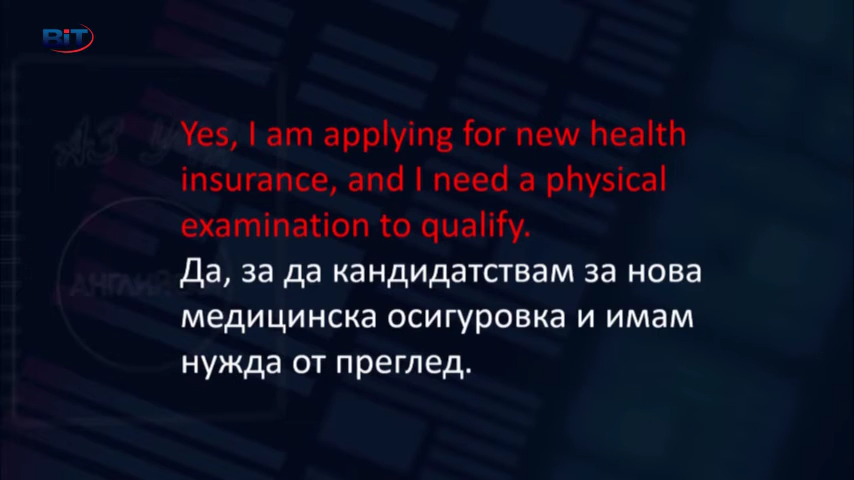 BiT
Yes, I am applying for new health
insurance, and I need a physical
examination to qualify.
Да, за да кандидатствам за нова
медицинска осигуровка и имам
нужда от преглед.